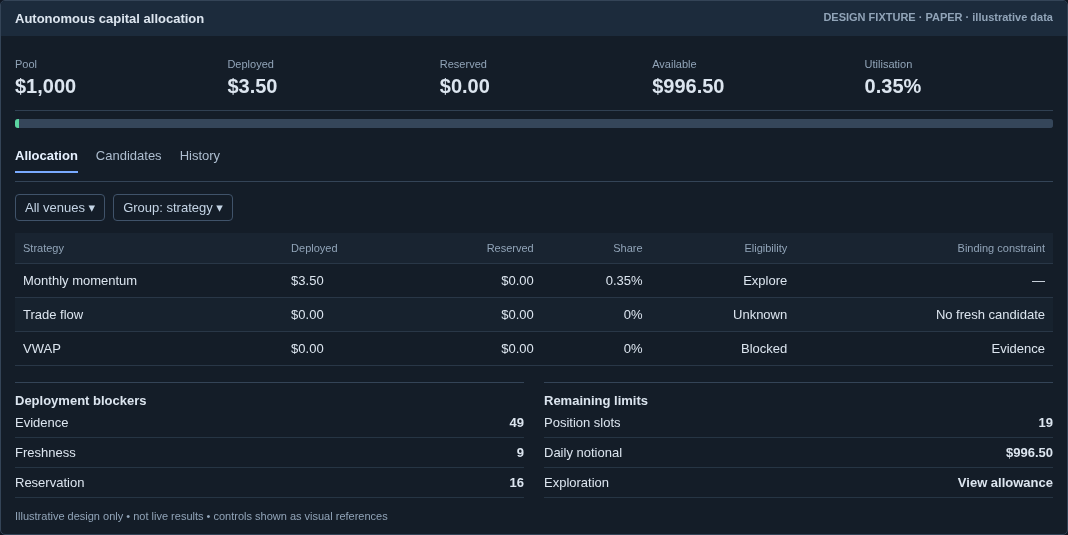 Autonomous capital allocation
DESIGN FIXTURE · PAPER · illustrative data
Pool Deployed Reserved Available Utilisation
$1,000 $3.50 $0.00 $996.50 0.35%
Allocation Candidates History
All venues ▾ Group: strategy ▾
Strategy Deployed Reserved Share Eligibility Binding constraint
Monthly momentum $3.50 $0.00 0.35% Explore —
Trade flow $0.00 $0.00 0% Unknown No fresh candidate
VWAP $0.00 $0.00 0% Blocked Evidence
Deployment blockers
Evidence 49
Freshness 9
Reservation 16
Remaining limits
Position slots 19
Daily notional $996.50
Exploration View allowance
Illustrative design only • not live results • controls shown as visual references